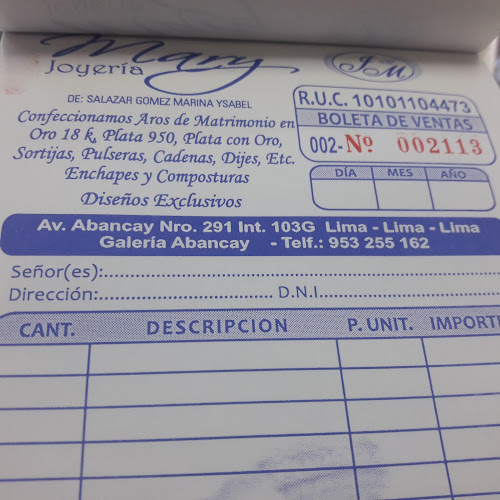 Mary
Joyería
J M
DE: SALAZAR GOMEZ MARINA YSABEL
Confeccionamos Aros de Matrimonio en
Oro 18 k, Plata 950, Plata con Oro,
Sortijas, Pulseras, Cadenas, Dijes, Etc.
Enchapes y Composturas
Diseños Exclusivos
R.U.C. 10101104473
BOLETA DE VENTAS
002- Nº 002113
DÍA MES AÑO
Av. Abancay Nro. 291 Int. 103G Lima - Lima - Lima
Galería Abancay - Telf.: 953 255 162
Señor(es):
Dirección: D.N.I.
CANT. DESCRIPCION P. UNIT. IMPORTE